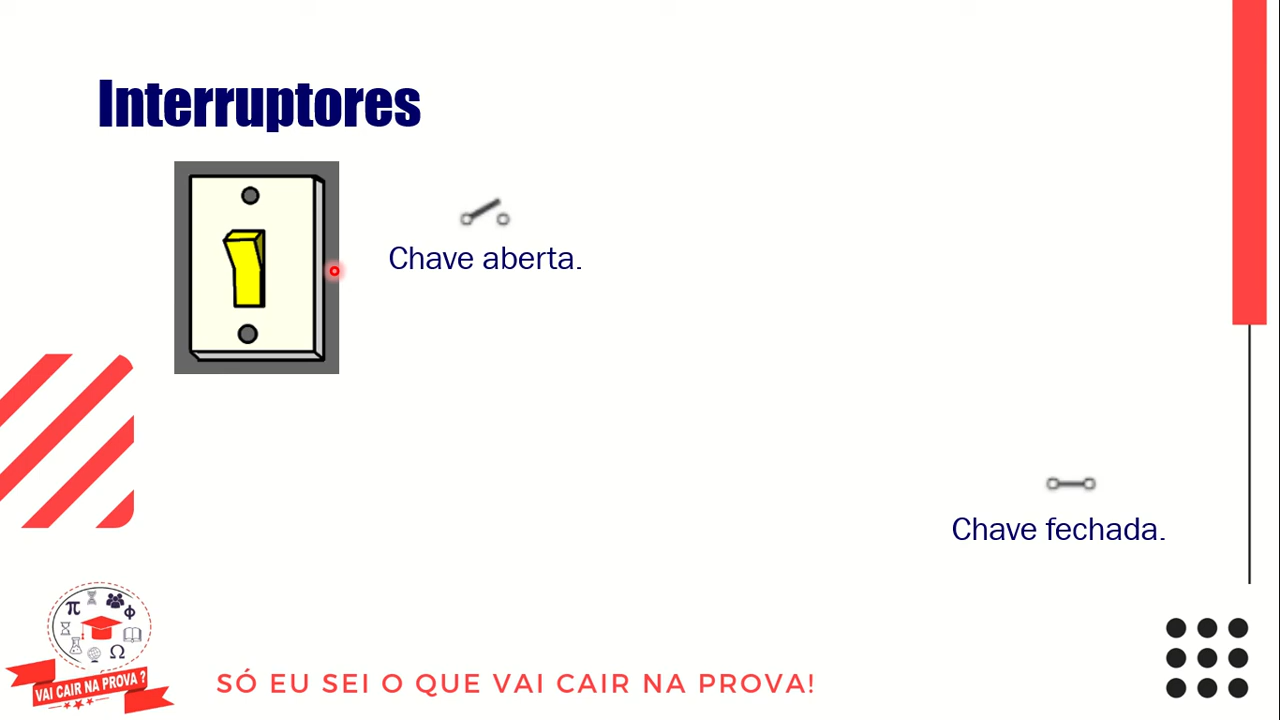 Interruptores
Chave aberta.
Chave fechada.
π
Φ
Ω
VAI CAIR NA PROVA ?
SÓ EU SEI O QUE VAI CAIR NA PROVA!